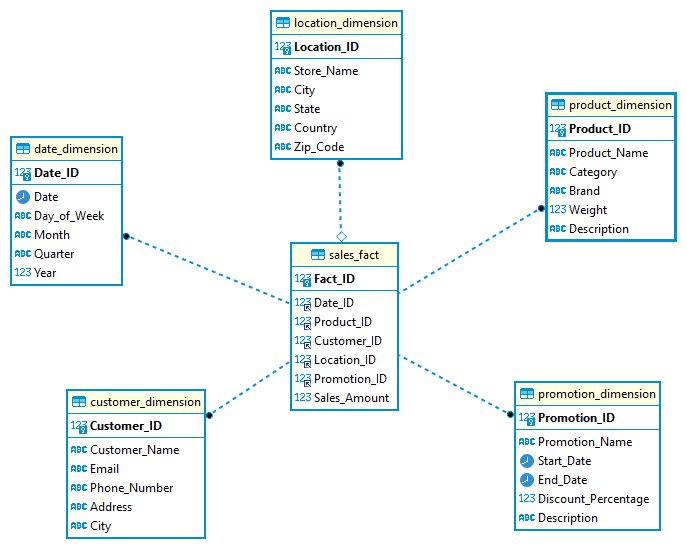 location_dimension
123 Location_ID
ABC Store_Name
ABC City
ABC State
ABC Country
ABC Zip_Code
product_dimension
123 Product_ID
ABC Product_Name
ABC Category
ABC Brand
123 Weight
ABC Description
date_dimension
123 Date_ID
Date
ABC Day_of_Week
ABC Month
ABC Quarter
123 Year
sales_fact
123 Fact_ID
123 Date_ID
123 Product_ID
123 Customer_ID
123 Location_ID
123 Promotion_ID
123 Sales_Amount
customer_dimension
123 Customer_ID
ABC Customer_Name
ABC Email
ABC Phone_Number
ABC Address
ABC City
promotion_dimension
123 Promotion_ID
ABC Promotion_Name
Start_Date
End_Date
123 Discount_Percentage
ABC Description